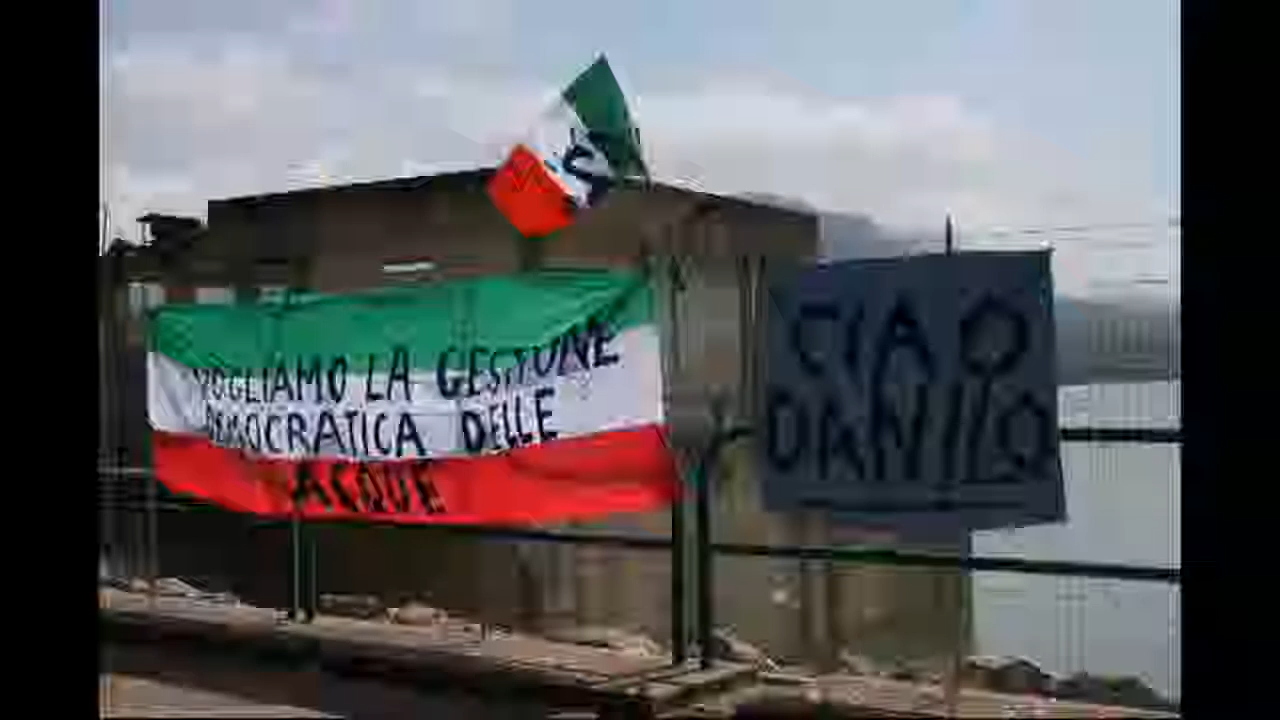 VOGLIAMO LA GESTIONE
DEMOCRATICA DELLE
ACQUE
CIAO
DANILO